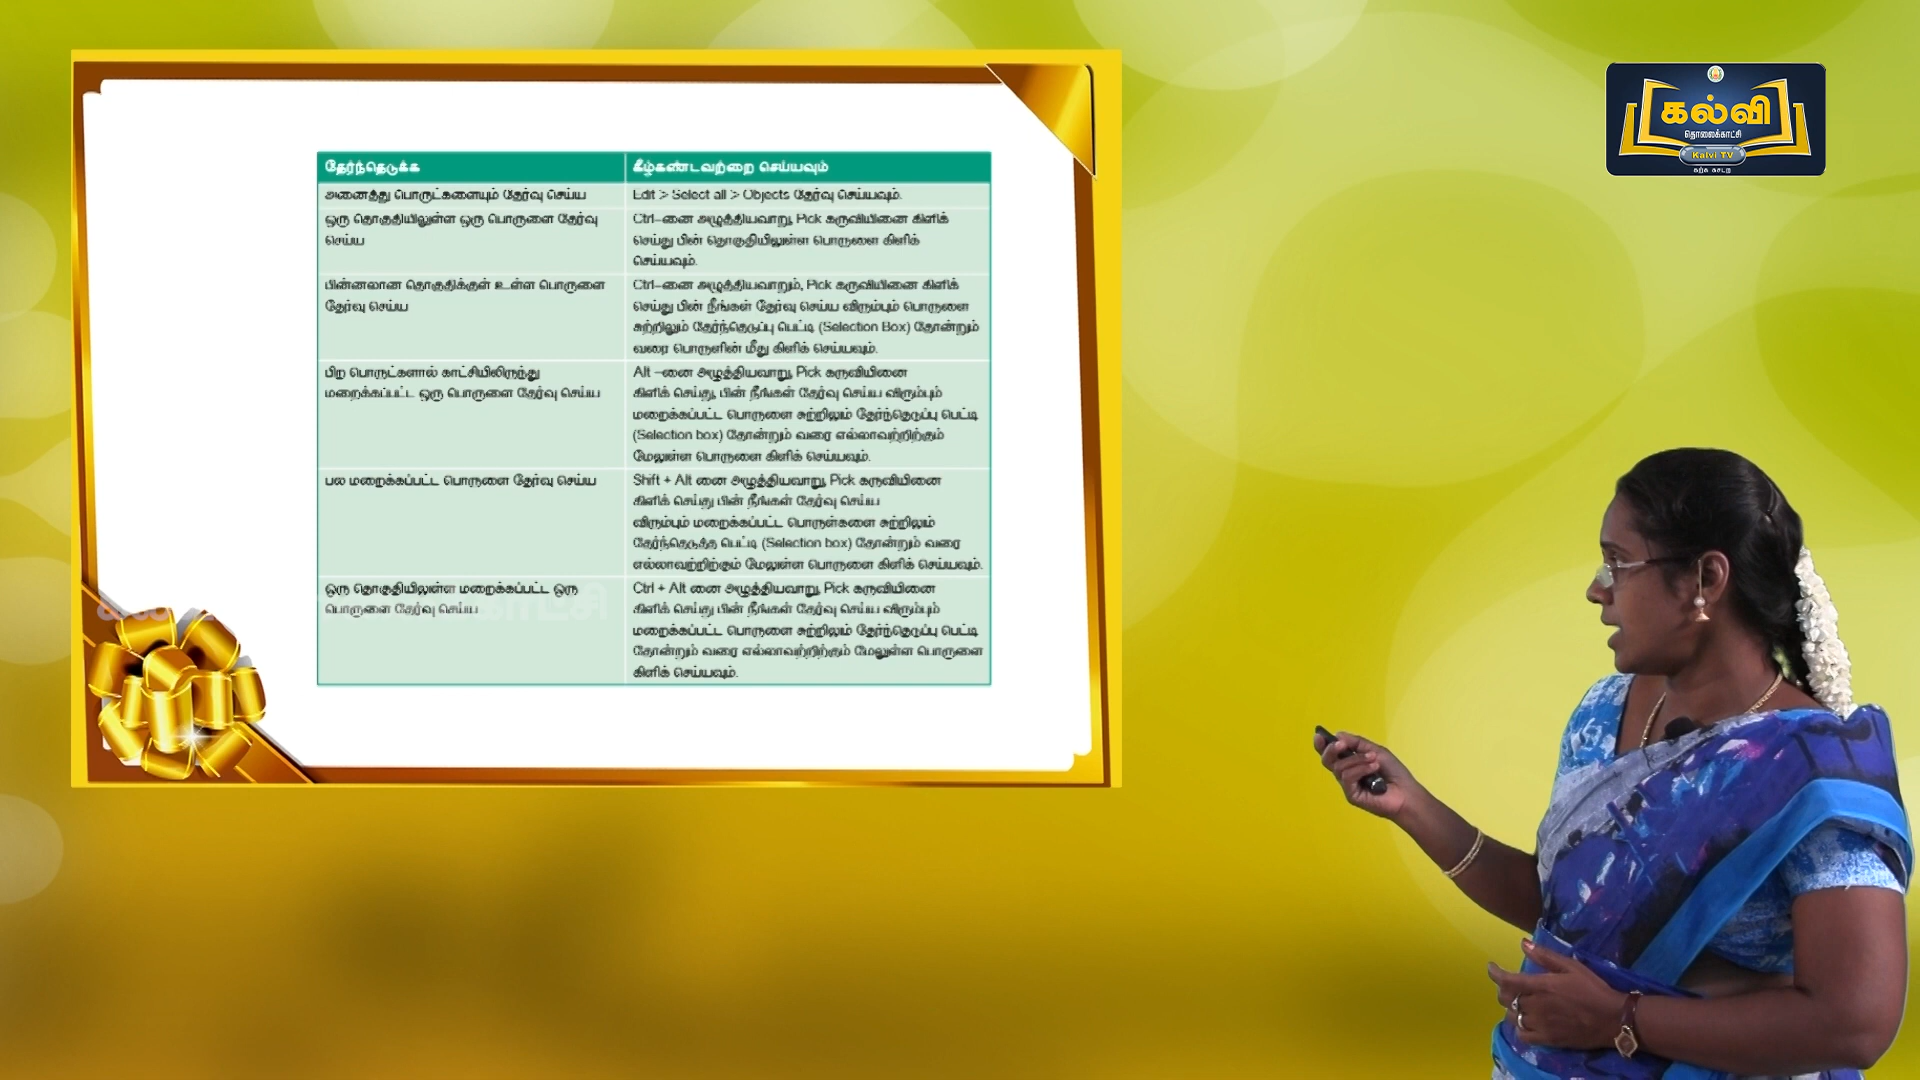 கல்வி
தொலைக்காட்சி
Kalvi TV
கற்க கசடற
தேர்ந்தெடுக்க
கீழ்கண்டவற்றை செய்யவும்
அனைத்து பொருட்களையும் தேர்வு செய்ய
Edit > Select all > Objects தேர்வு செய்யவும்.
ஒரு தொகுதியிலுள்ள ஒரு பொருளை தேர்வு
செய்ய
Ctrl–னை அழுத்தியவாறு, Pick கருவியினை கிளிக்
செய்து பின் தொகுதியிலுள்ள பொருளை கிளிக்
செய்யவும்.
பின்னலான தொகுதிக்குள் உள்ள பொருளை
தேர்வு செய்ய
Ctrl–னை அழுத்தியவாறும், Pick கருவியினை கிளிக்
செய்து பின் நீங்கள் தேர்வு செய்ய விரும்பும் பொருளை
சுற்றிலும் தேர்ந்தெடுப்பு பெட்டி (Selection Box) தோன்றும்
வரை பொருளின் மீது கிளிக் செய்யவும்.
பிற பொருட்களால் காட்சியிலிருந்து
மறைக்கப்பட்ட ஒரு பொருளை தேர்வு செய்ய
Alt –னை அழுத்தியவாறு, Pick கருவியினை
கிளிக் செய்து, பின் நீங்கள் தேர்வு செய்ய விரும்பும்
மறைக்கப்பட்ட பொருளை சுற்றிலும் தேர்ந்தெடுப்பு பெட்டி
(Selection box) தோன்றும் வரை எல்லாவற்றிற்கும்
மேலுள்ள பொருளை கிளிக் செய்யவும்.
பல மறைக்கப்பட்ட பொருளை தேர்வு செய்ய
Shift + Alt னை அழுத்தியவாறு, Pick கருவியினை
கிளிக் செய்து பின் நீங்கள் தேர்வு செய்ய
விரும்பும் மறைக்கப்பட்ட பொருள்களை சுற்றிலும்
தேர்ந்தெடுத்த பெட்டி (Selection box) தோன்றும் வரை
எல்லாவற்றிற்கும் மேலுள்ள பொருளை கிளிக் செய்யவும்.
ஒரு தொகுதியிலுள்ள மறைக்கப்பட்ட ஒரு
பொருளை தேர்வு செய்ய
Ctrl + Alt னை அழுத்தியவாறு, Pick கருவியினை
கிளிக் செய்து பின் நீங்கள் தேர்வு செய்ய விரும்பும்
மறைக்கப்பட்ட பொருளை சுற்றிலும் தேர்ந்தெடுப்பு பெட்டி
தோன்றும் வரை எல்லாவற்றிற்கும் மேலுள்ள பொருளை
கிளிக் செய்யவும்.